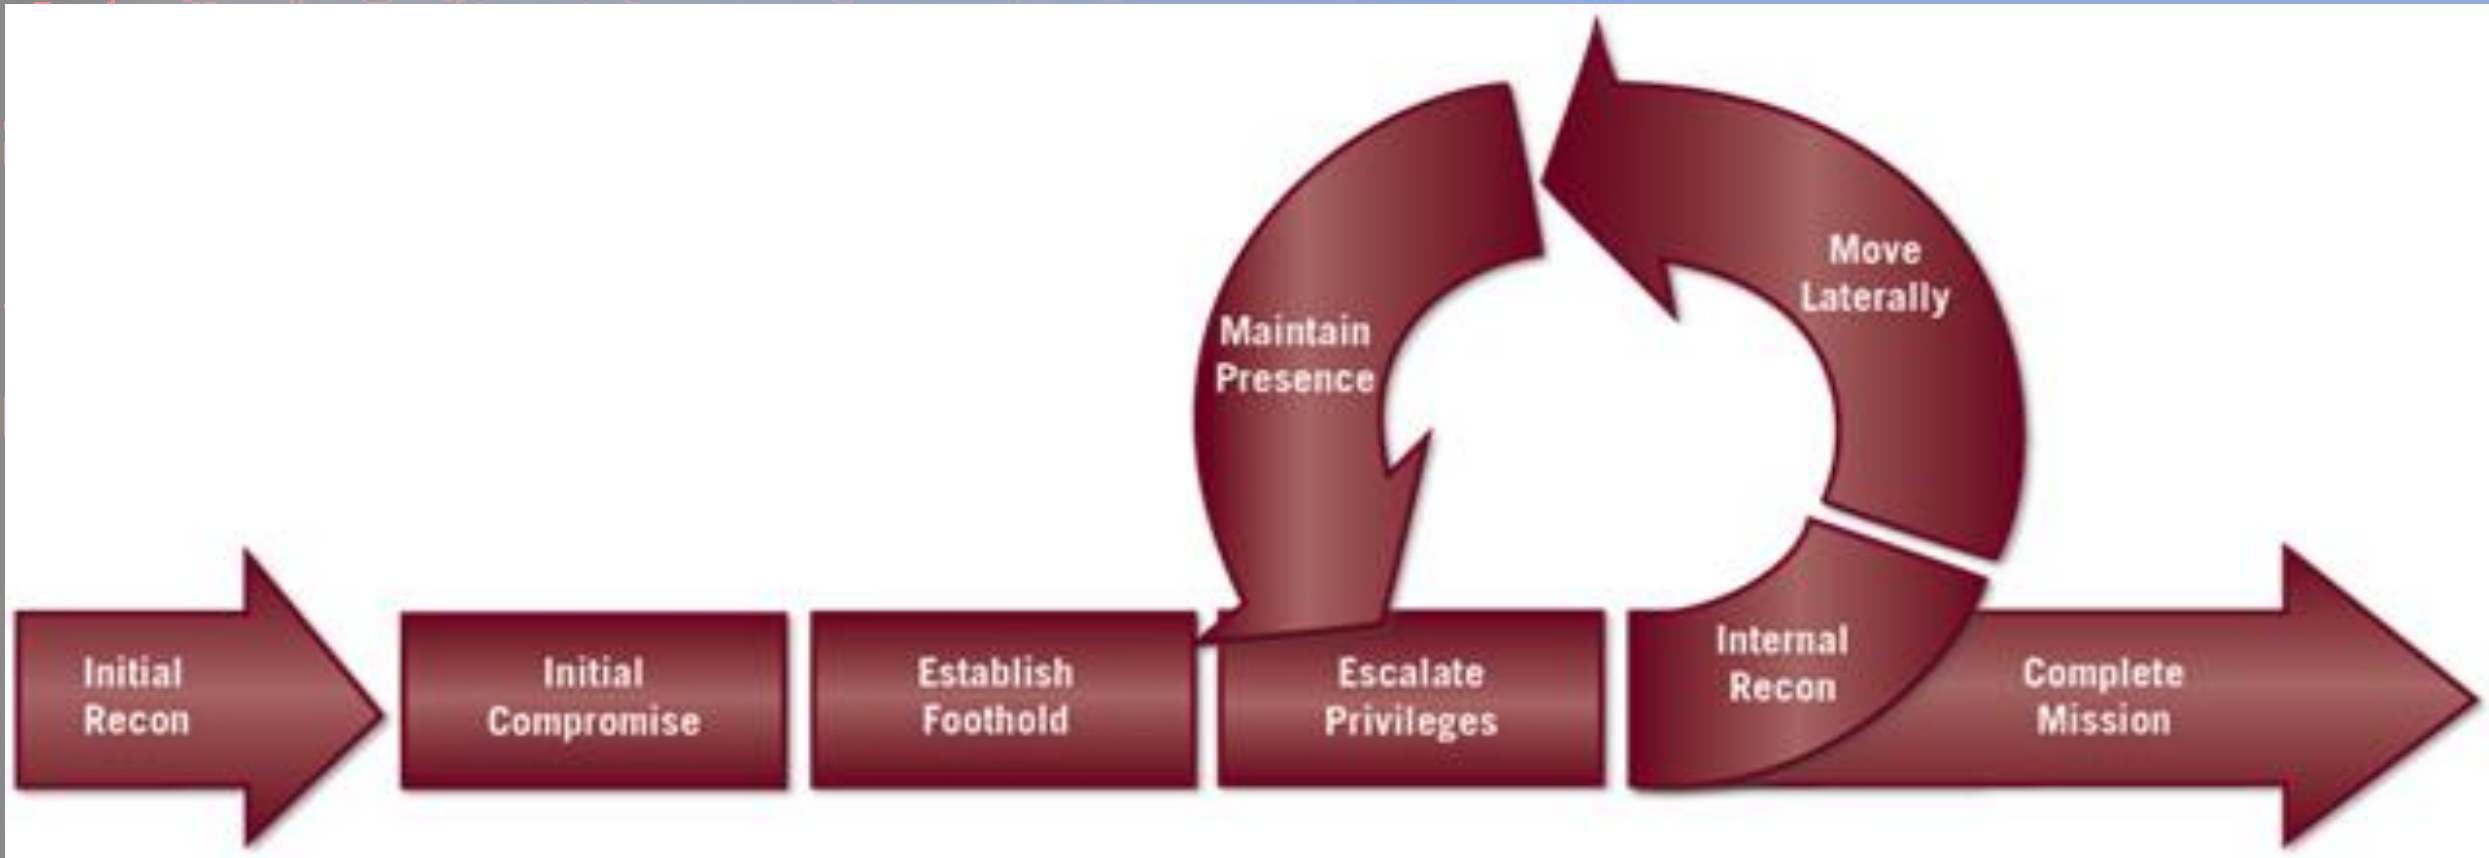 Initial
Recon
Initial
Compromise
Establish
Foothold
Escalate
Privileges
Internal
Recon
Move
Laterally
Maintain
Presence
Complete
Mission